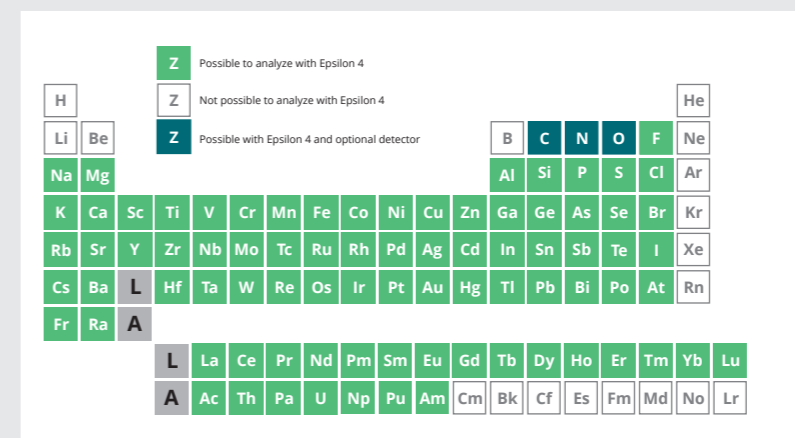 Z Possible to analyze with Epsilon 4
H Z Not possible to analyze with Epsilon 4 He
Li Be Z Possible with Epsilon 4 and optional detector B C N O F Ne
Na Mg Al Si P S Cl Ar
K Ca Sc Ti V Cr Mn Fe Co Ni Cu Zn Ga Ge As Se Br Kr
Rb Sr Y Zr Nb Mo Tc Ru Rh Pd Ag Cd In Sn Sb Te I Xe
Cs Ba L Hf Ta W Re Os Ir Pt Au Hg Tl Pb Bi Po At Rn
Fr Ra A
L La Ce Pr Nd Pm Sm Eu Gd Tb Dy Ho Er Tm Yb Lu
A Ac Th Pa U Np Pu Am Cm Bk Cf Es Fm Md No Lr